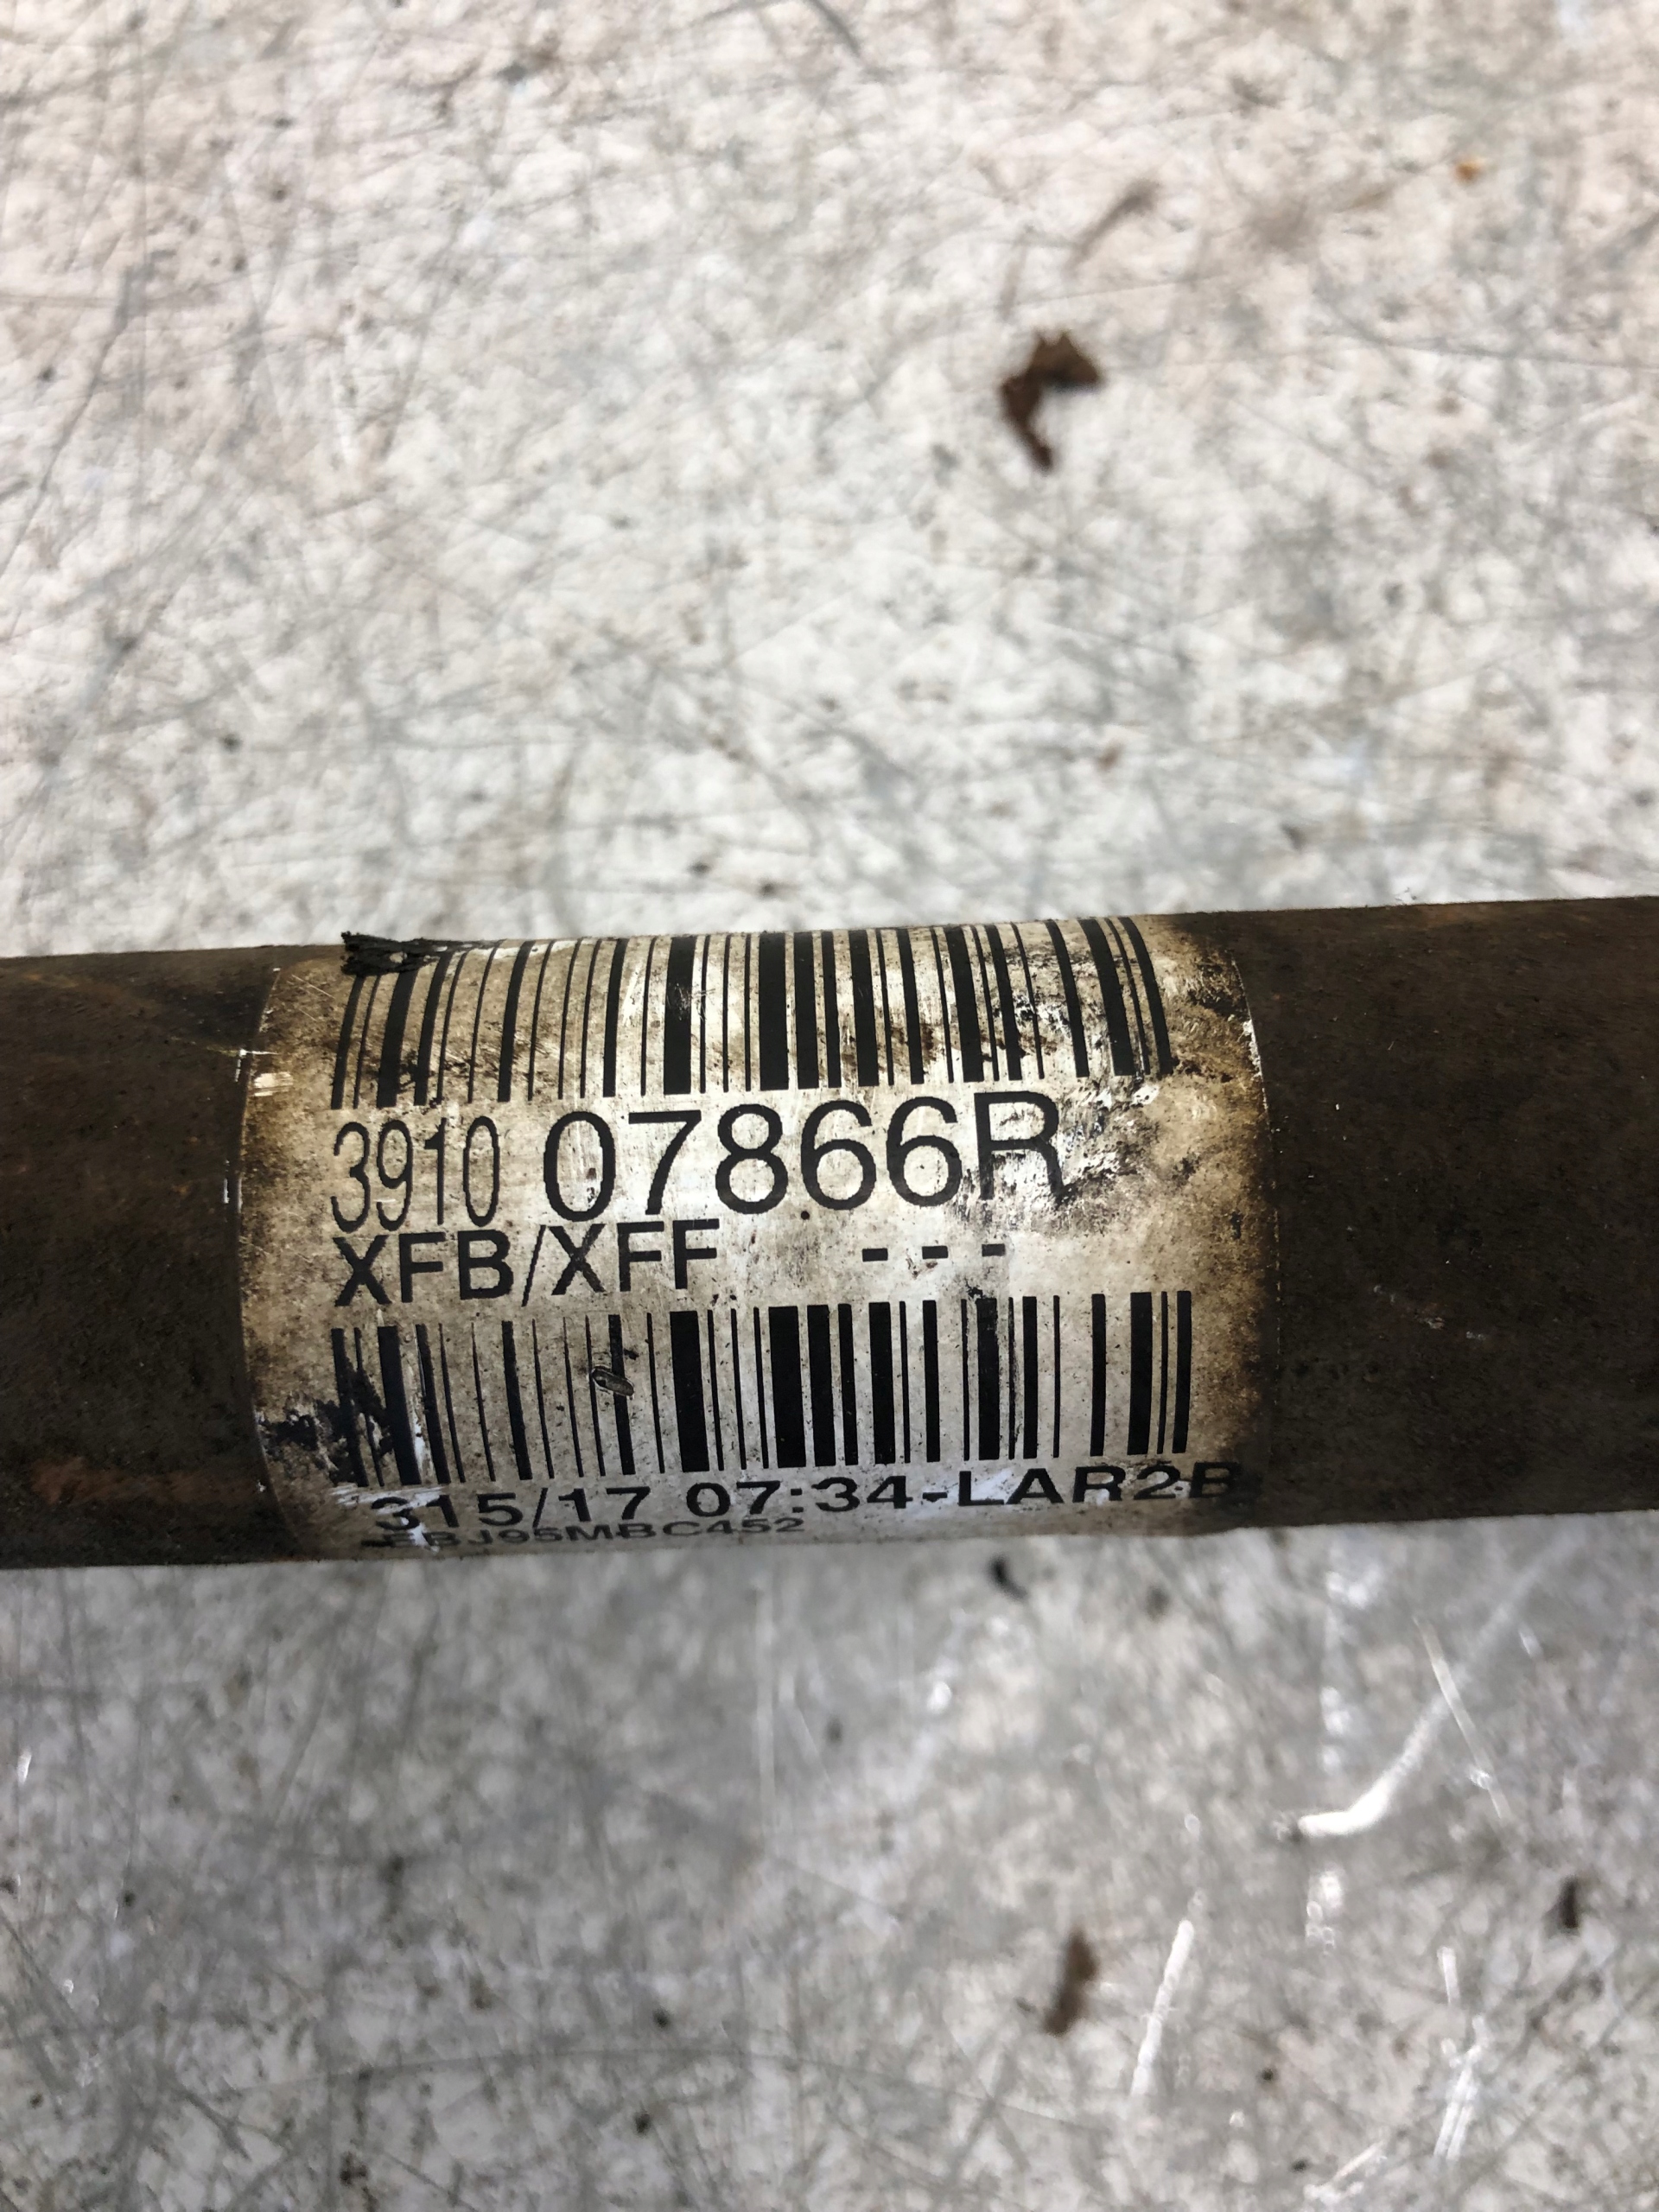 3910 07866R
XFB/XFF - - -
315/17 07:34-LAR2B